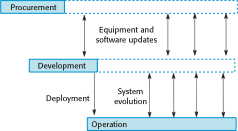 Procurement
Equipment and
software updates
Development
Deployment
System
evolution
Operation